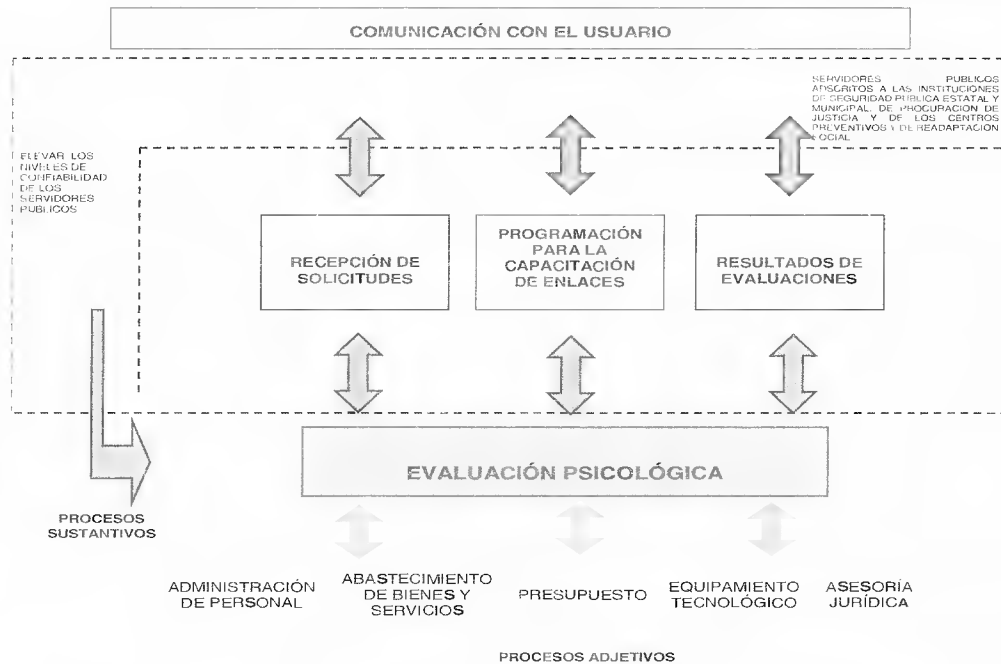 COMUNICACIÓN CON EL USUARIO
SERVIDORES PUBLICOS
ADSCRITOS A LAS INSTITUCIONES
DE SEGURIDAD PUBLICA ESTATAL Y
MUNICIPAL, DE PROCURACION DE
JUSTICIA Y DE LOS CENTROS
PREVENTIVOS Y DE READAPTACION
SOCIAL
ELEVAR LOS
NIVELES DE
CONFIABILIDAD
DE LOS
SERVIDORES
PUBLICOS
RECEPCIÓN DE
SOLICITUDES
PROGRAMACIÓN
PARA LA
CAPACITACIÓN
DE ENLACES
RESULTADOS DE
EVALUACIONES
EVALUACIÓN PSICOLÓGICA
PROCESOS
SUSTANTIVOS
ADMINISTRACIÓN
DE PERSONAL
ABASTECIMIENTO
DE BIENES Y
SERVICIOS
PRESUPUESTO
EQUIPAMIENTO
TECNOLÓGICO
ASESORÍA
JURÍDICA
PROCESOS ADJETIVOS